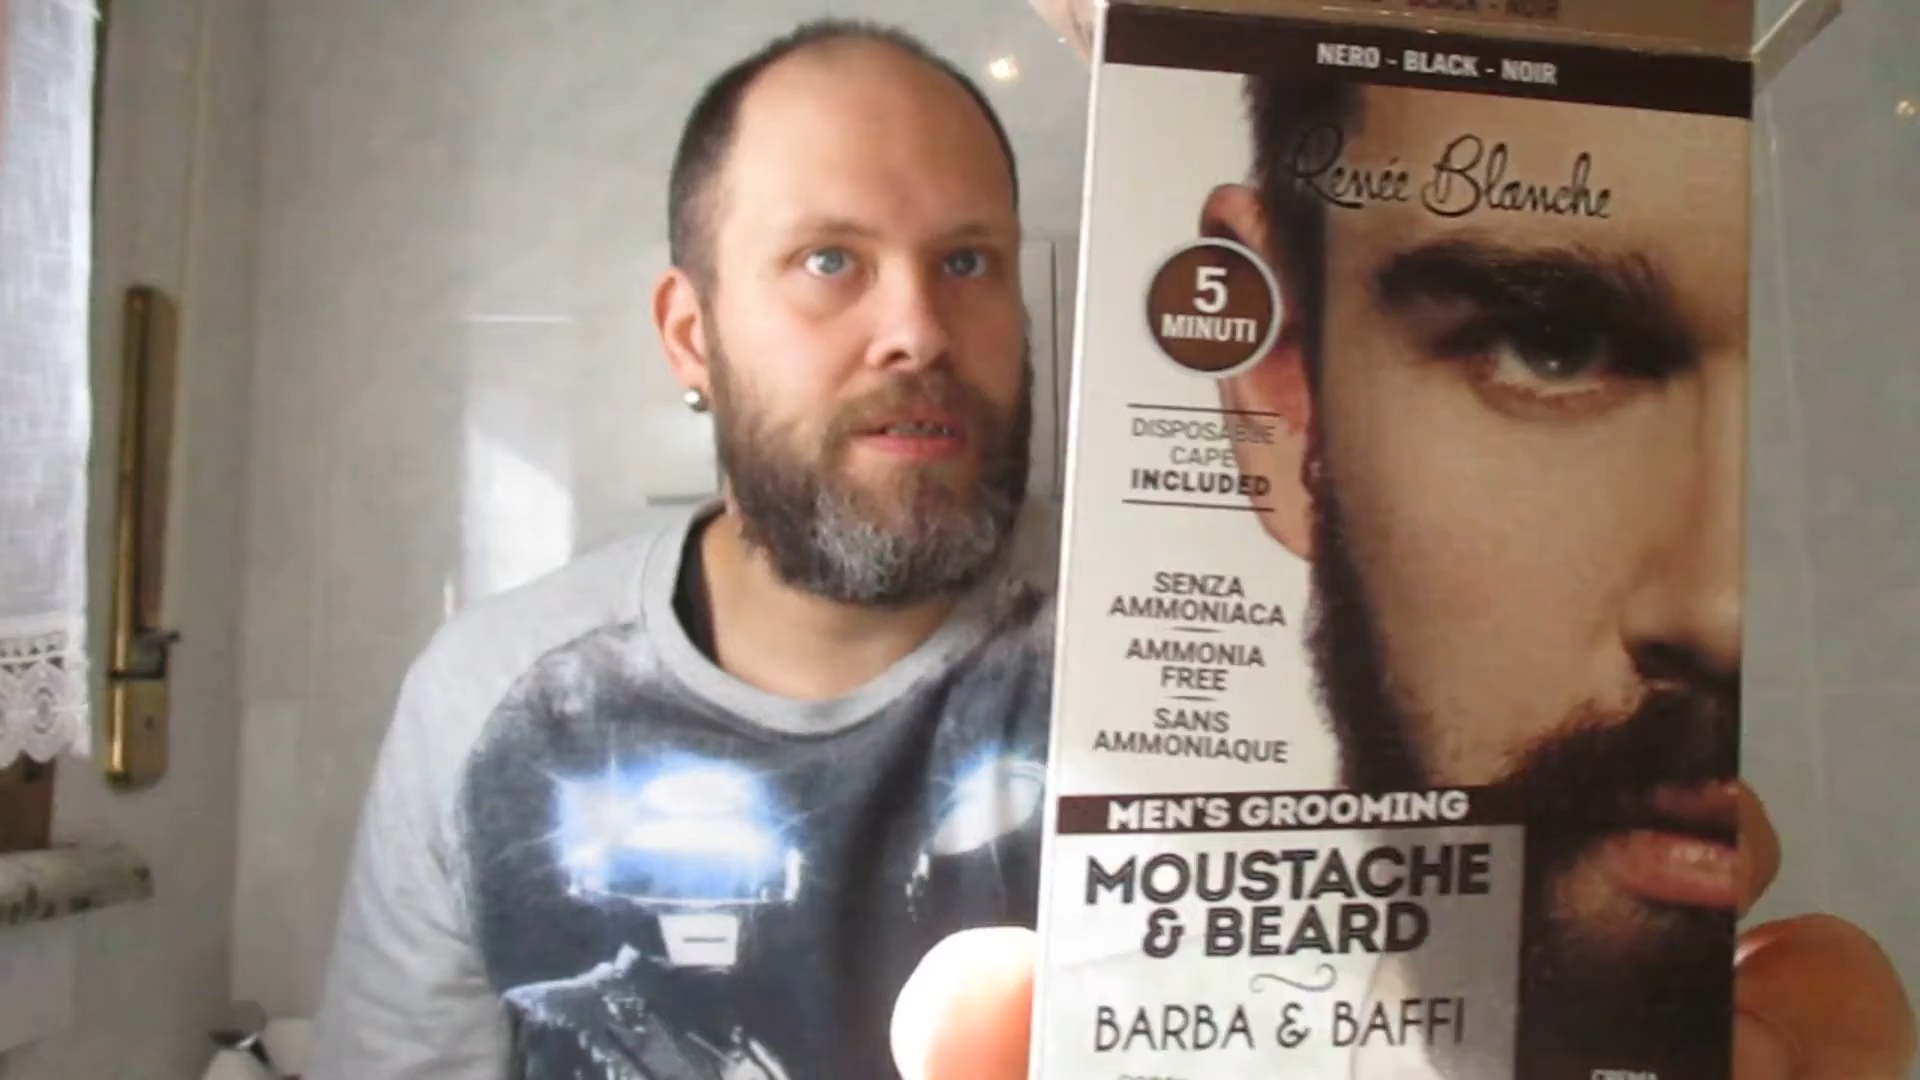 NERO - BLACK - NOIR
Renée Blanche
5
MINUTI
DISPOSABLE
CAPE
INCLUDED
SENZA
AMMONIACA
AMMONIA
FREE
SANS
AMMONIAQUE
MEN'S GROOMING
MOUSTACHE
& BEARD
BARBA & BAFFI